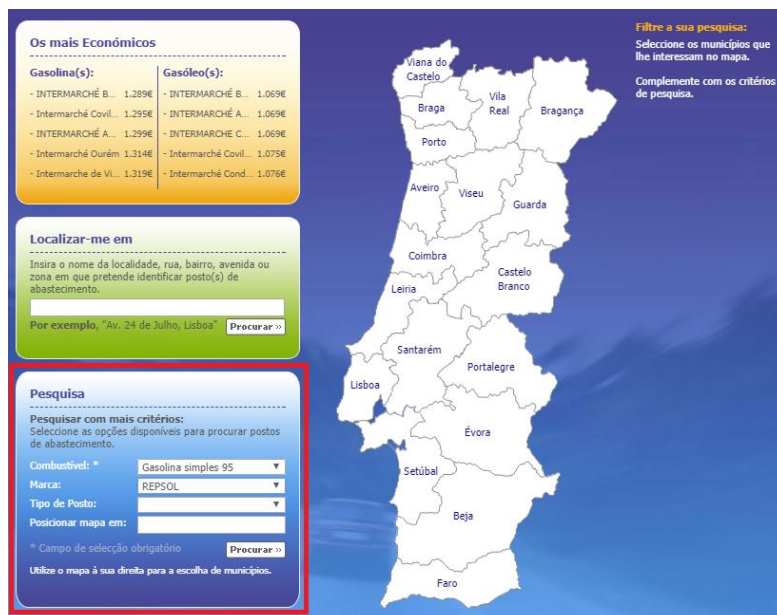 Os mais Económicos
Gasolina(s):
- INTERMARCHÉ B... 1.289€
- Intermarché Covil... 1.295€
- INTERMARCHÉ A... 1.299€
- Intermarché Ourém 1.314€
- Intermarche de Vi... 1.319€
Gasóleo(s):
- INTERMARCHÉ B... 1.069€
- INTERMARCHÉ A... 1.069€
- INTERMARCHE C... 1.069€
- Intermarché Covil... 1.075€
- Intermarché Cond... 1.076€
Localizar-me em
Insira o nome da localidade, rua, bairro, avenida ou
zona em que pretende identificar posto(s) de
abastecimento.
Por exemplo, "Av. 24 de Julho, Lisboa" Procurar »
Pesquisa
Pesquisar com mais critérios:
Seleccione as opções disponíveis para procurar postos
de abastecimento.
Combustível: * Gasolina simples 95
Marca: REPSOL
Tipo de Posto:
Posicionar mapa em:
* Campo de selecção obrigatório Procurar »
Utilize o mapa à sua direita para a escolha de municípios.
Viana do
Castelo
Braga
Vila
Real
Bragança
Porto
Aveiro
Viseu
Guarda
Coimbra
Castelo
Branco
Leiria
Santarém
Portalegre
Lisboa
Évora
Setúbal
Beja
Faro
Filtre a sua pesquisa:
Seleccione os municípios que
lhe interessam no mapa.
Complemente com os critérios
de pesquisa.